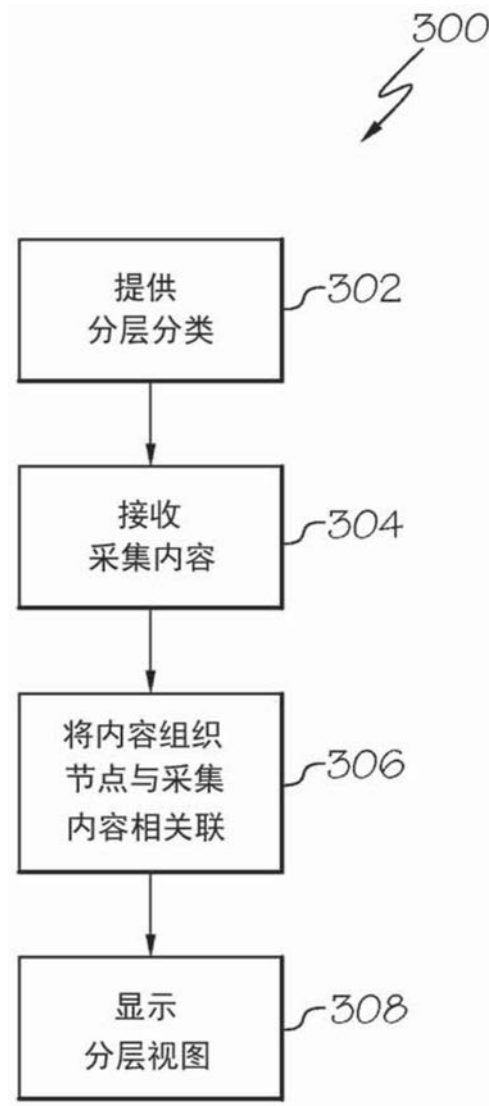 300
提供
分层分类
302
接收
采集内容
304
将内容组织
节点与采集
内容相关联
306
显示
分层视图
308